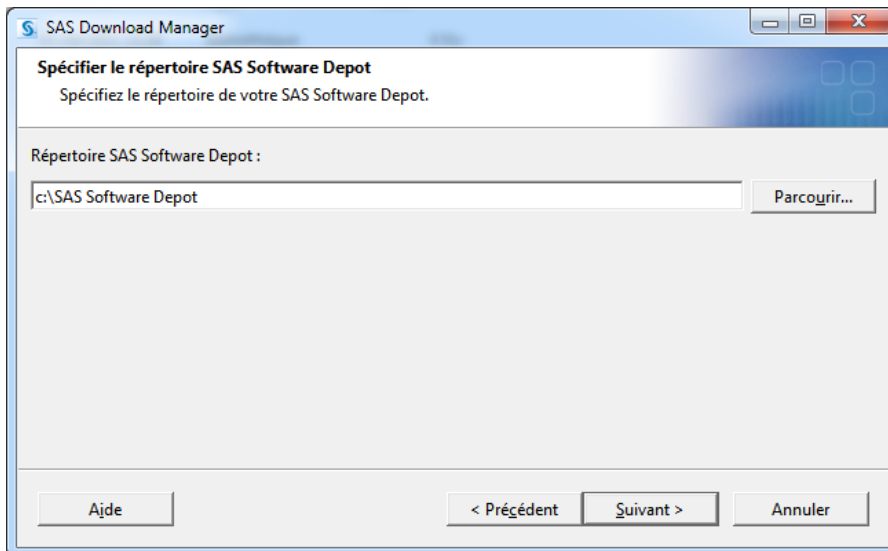 SAS Download Manager
Spécifier le répertoire SAS Software Depot
Spécifiez le répertoire de votre SAS Software Depot.
Répertoire SAS Software Depot :
c:\SAS Software Depot
Parcourir...
Aide
< Précédent
Suivant >
Annuler